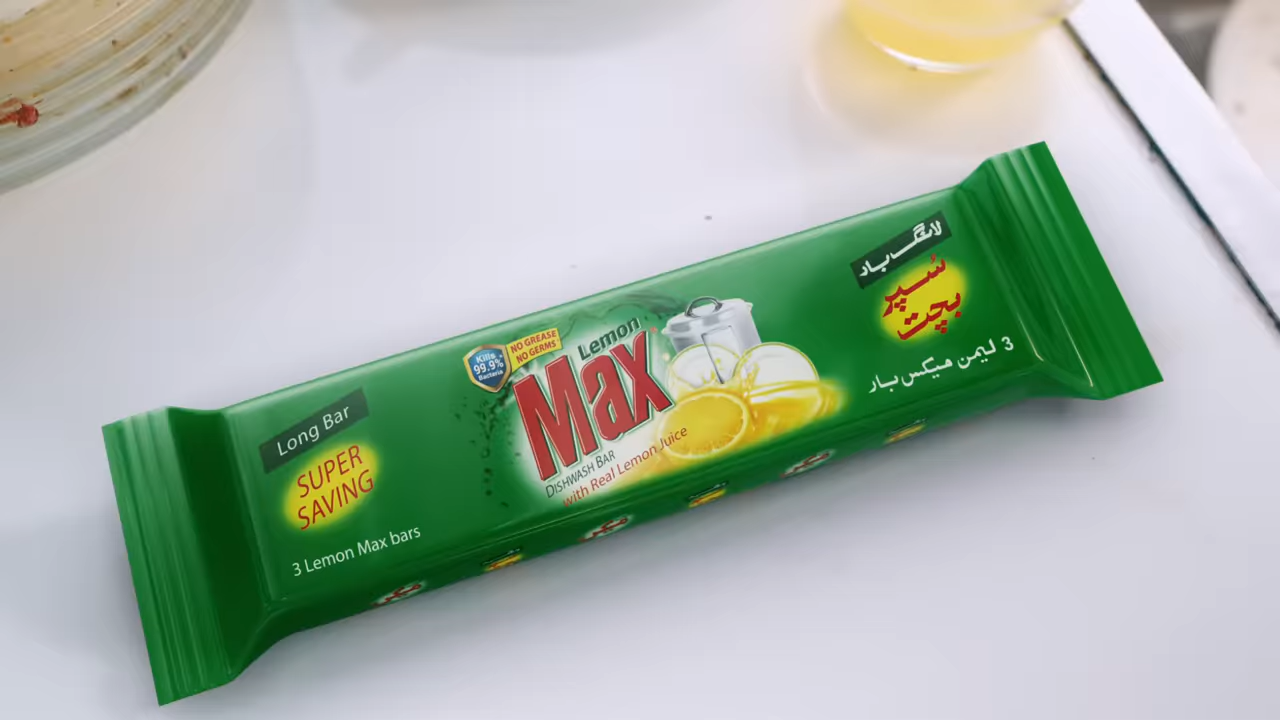 Long Bar
SUPER
SAVING
3 Lemon Max bars
Kills
99.9%
Bacteria
NO GREASE
NO GERMS
Lemon
Max
DISHWASH BAR
with Real Lemon Juice
لانگ بار
سُپر
بچت
3 لیمن میکس بار